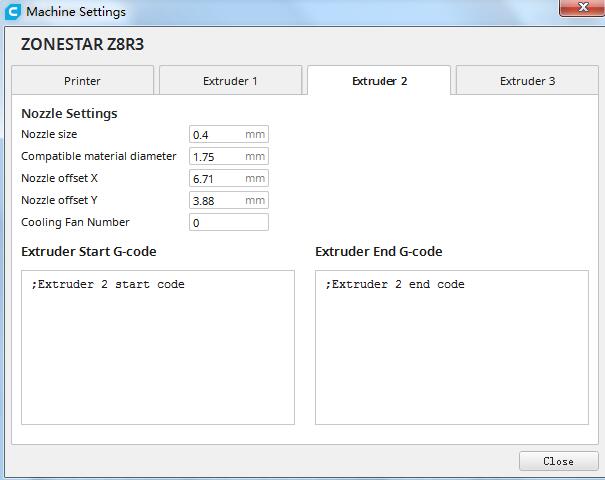 Machine Settings
ZONESTAR Z8R3
Printer
Extruder 1
Extruder 2
Extruder 3
Nozzle Settings
Nozzle size 0.4 mm
Compatible material diameter 1.75 mm
Nozzle offset X 6.71 mm
Nozzle offset Y 3.88 mm
Cooling Fan Number 0
Extruder Start G-code
;Extruder 2 start code
Extruder End G-code
;Extruder 2 end code
Close